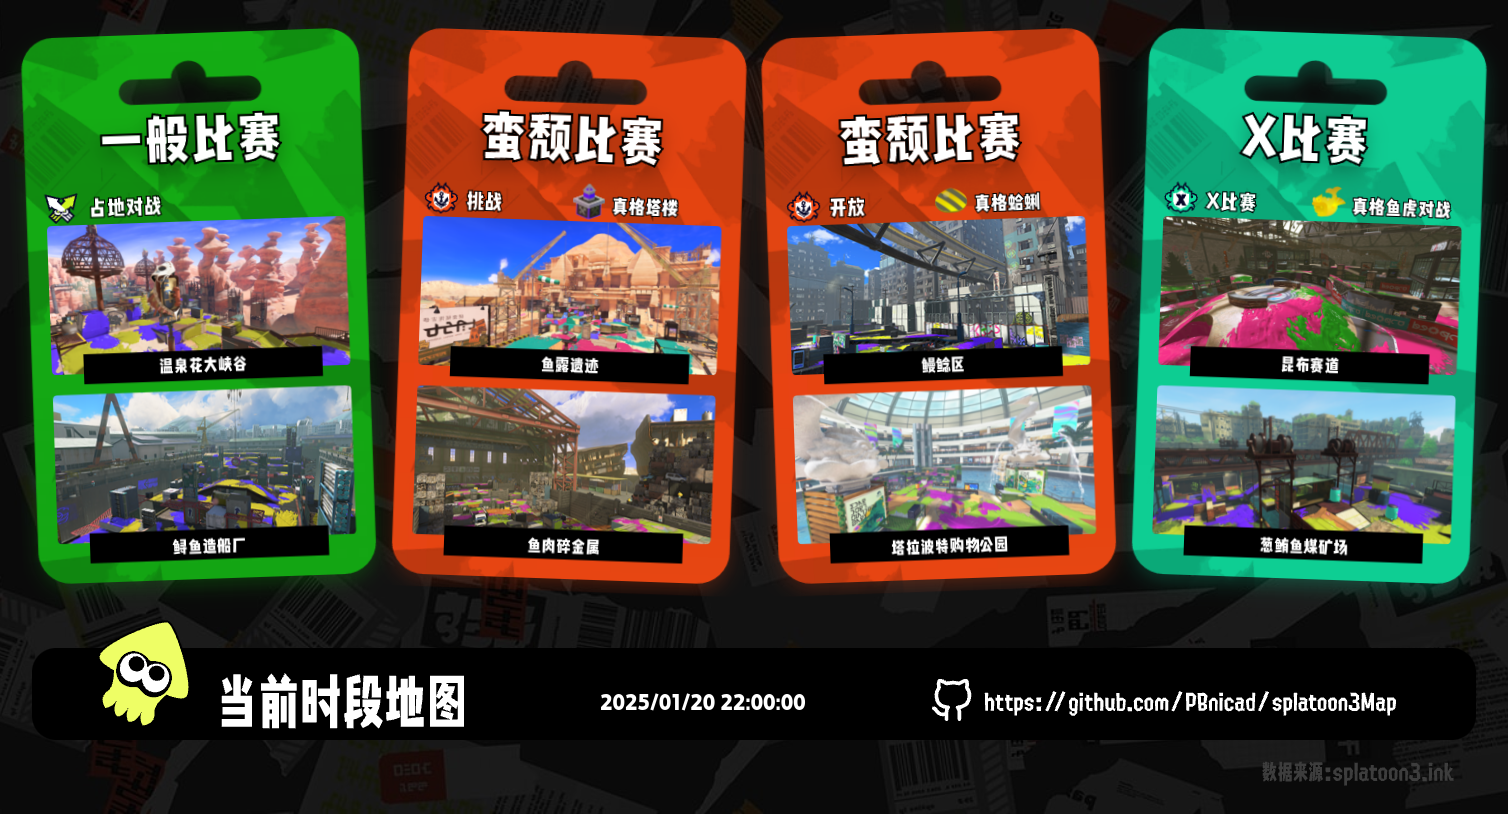 一般比赛
占地对战
温泉花大峡谷
鲟鱼造船厂
蛮颓比赛
挑战
真格塔楼
鱼露遗迹
鱼肉碎金属
蛮颓比赛
开放
真格蛤蜊
鳗鲶区
塔拉波特购物公园
X比赛
X比赛
真格鱼虎对战
昆布赛道
葱鲔鱼煤矿场
当前时段地图
2025/01/20 22:00:00
https://github.com/PBnicad/splatoon3Map
数据来源:splatoon3.ink